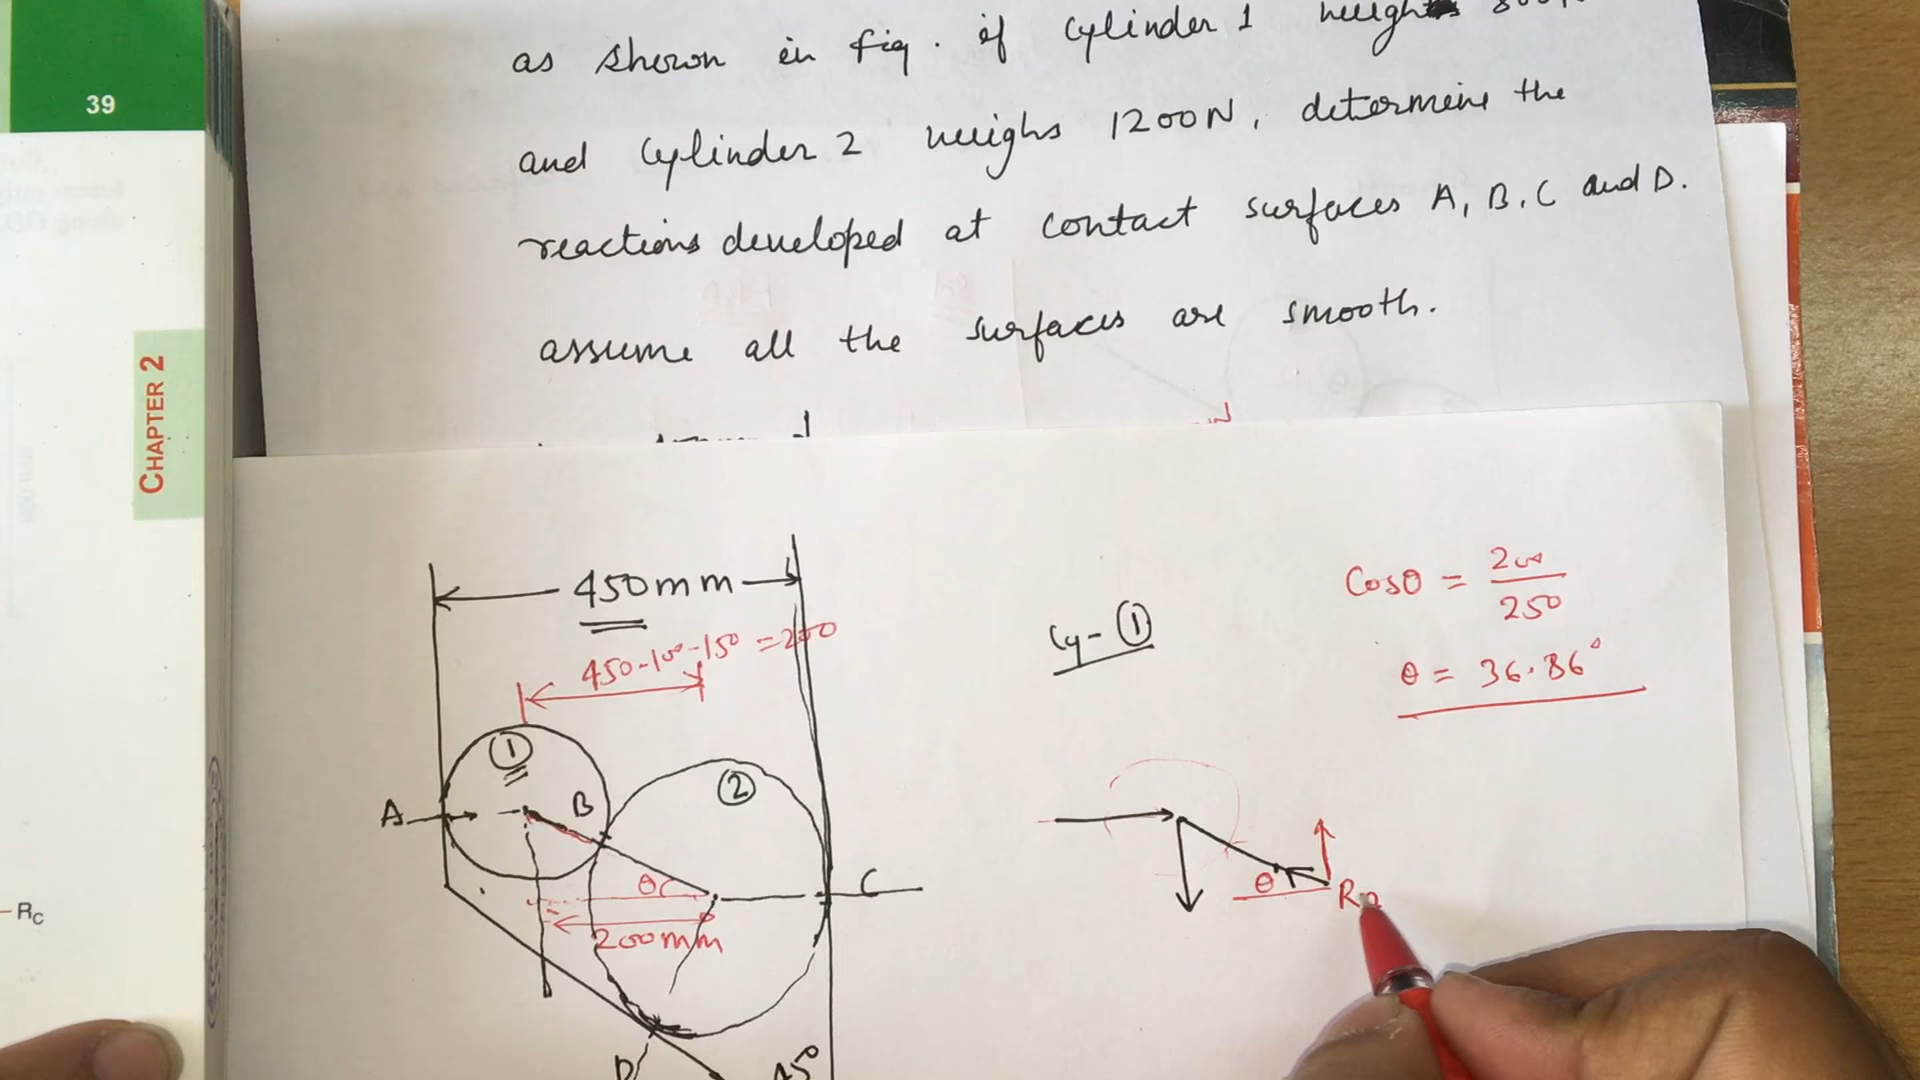 39
CHAPTER 2
RC
as shown in fig. if Cylinder 1 weighs
and Cylinder 2 weighs 1200N, determine the
reactions developed at contact surfaces A, B, C and D.
assume all the surfaces are smooth.
450mm
450-100-150 = 200
1
2
A
B
C
θ
200mm
D
45°
Cy-1
Cosθ = 200/250
θ = 36.86°
θ